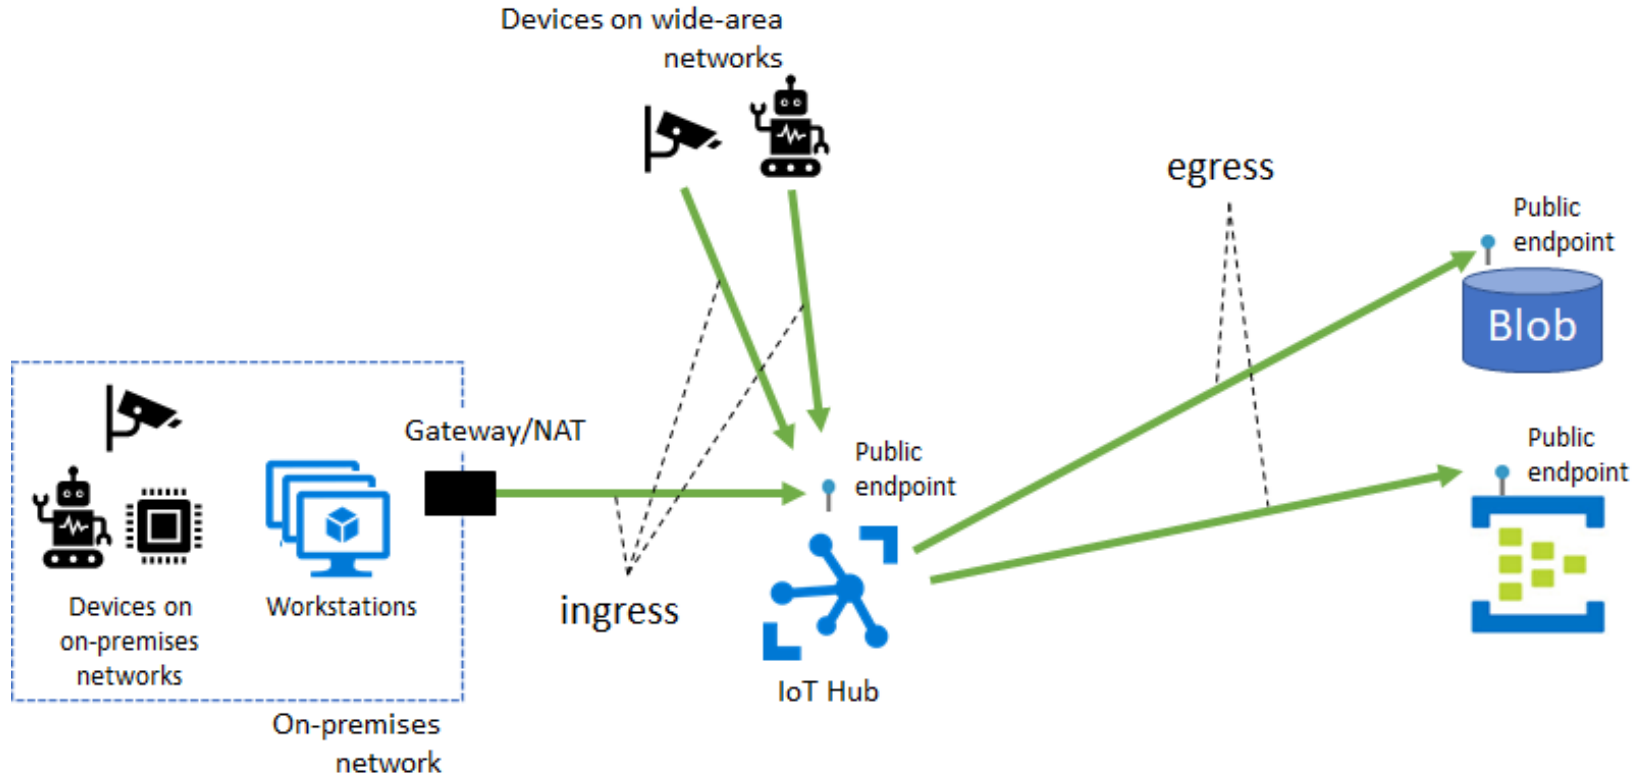 Devices on wide-area
networks
egress
Public
endpoint
Blob
Gateway/NAT
Public
endpoint
Public
endpoint
Devices on
on-premises
networks
Workstations
ingress
IoT Hub
On-premises
network